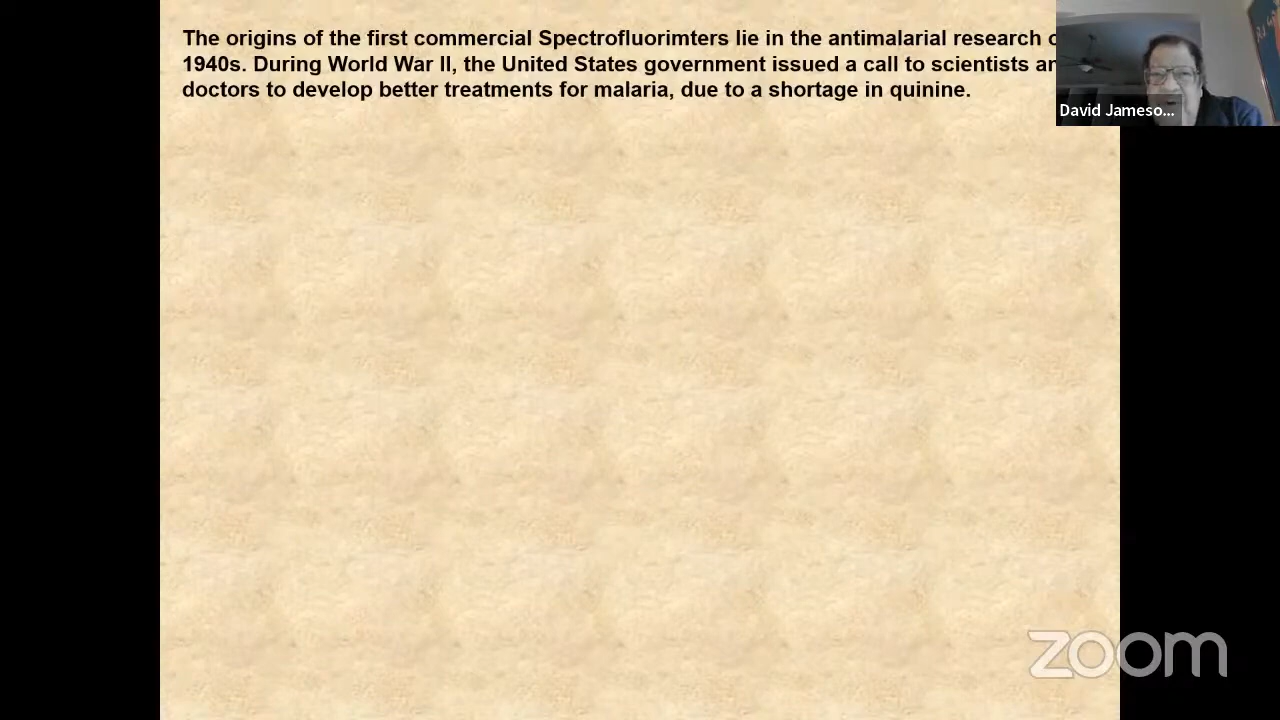 The origins of the first commercial Spectrofluorimters lie in the antimalarial research
1940s. During World War II, the United States government issued a call to scientists
doctors to develop better treatments for malaria, due to a shortage in quinine.
David Jameso...
zoom